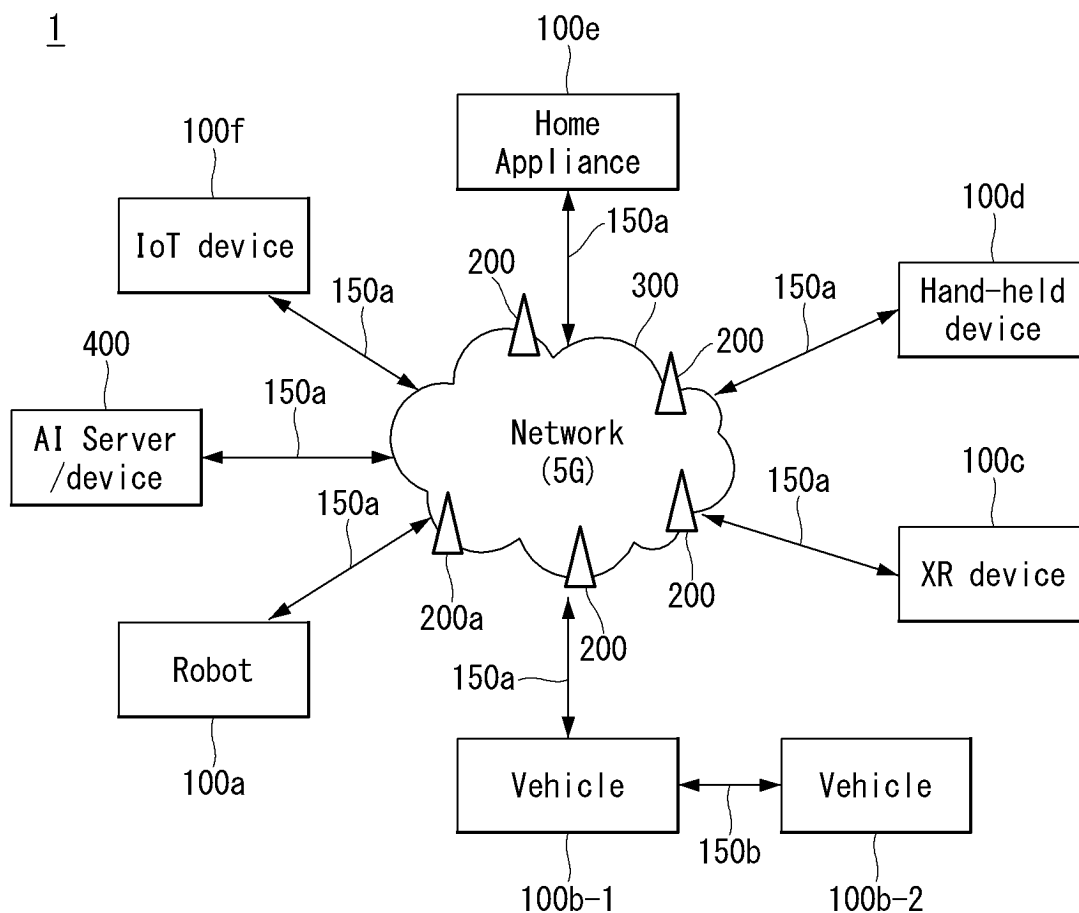 1
100e
Home
Appliance
100f
IoT device
150a
100d
Hand-held
device
200
300
150a
150a
200
400
AI Server
/device
150a
Network
(5G)
100c
XR device
150a
150a
200a
200
200
Robot
100a
150a
Vehicle
Vehicle
150b
100b-1
100b-2